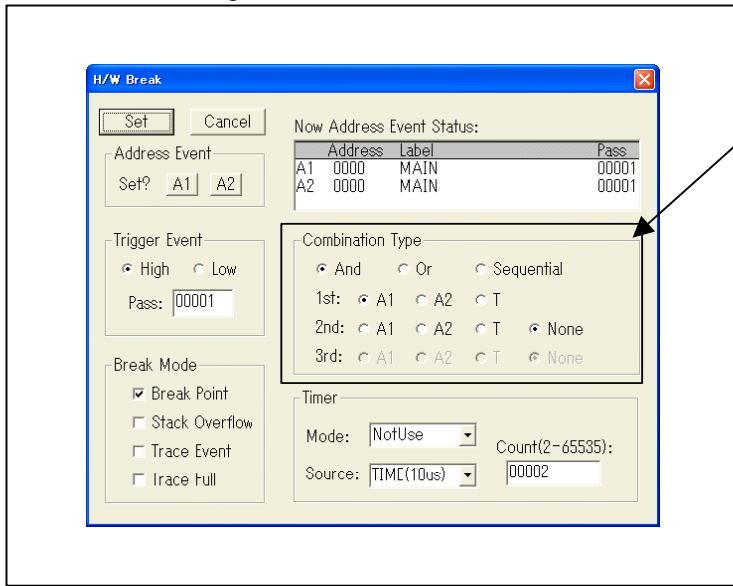 H/W Break
Set Cancel
Now Address Event Status:
Address Label Pass
A1 0000 MAIN 00001
A2 0000 MAIN 00001
Address Event
Set? A1 A2
Trigger Event
High Low
Pass: 00001
Combination Type
And Or Sequential
1st: A1 A2 T
2nd: A1 A2 T None
3rd: A1 A2 T None
Break Mode
Break Point
Stack Overflow
Trace Event
Trace Full
Timer
Mode: NotUse
Count(2-65535):
Source: TIME(10us) 00002